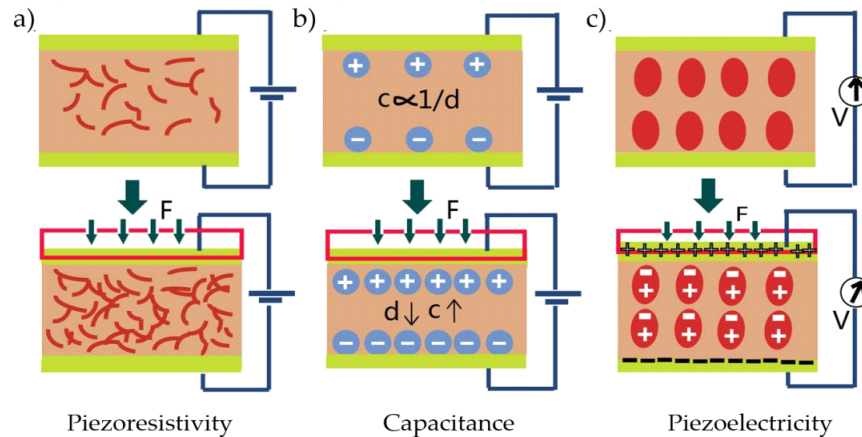 a)
b)
c)
c∝1/d
V
F
F
F
d↓ c↑
V
Piezoresistivity
Capacitance
Piezoelectricity